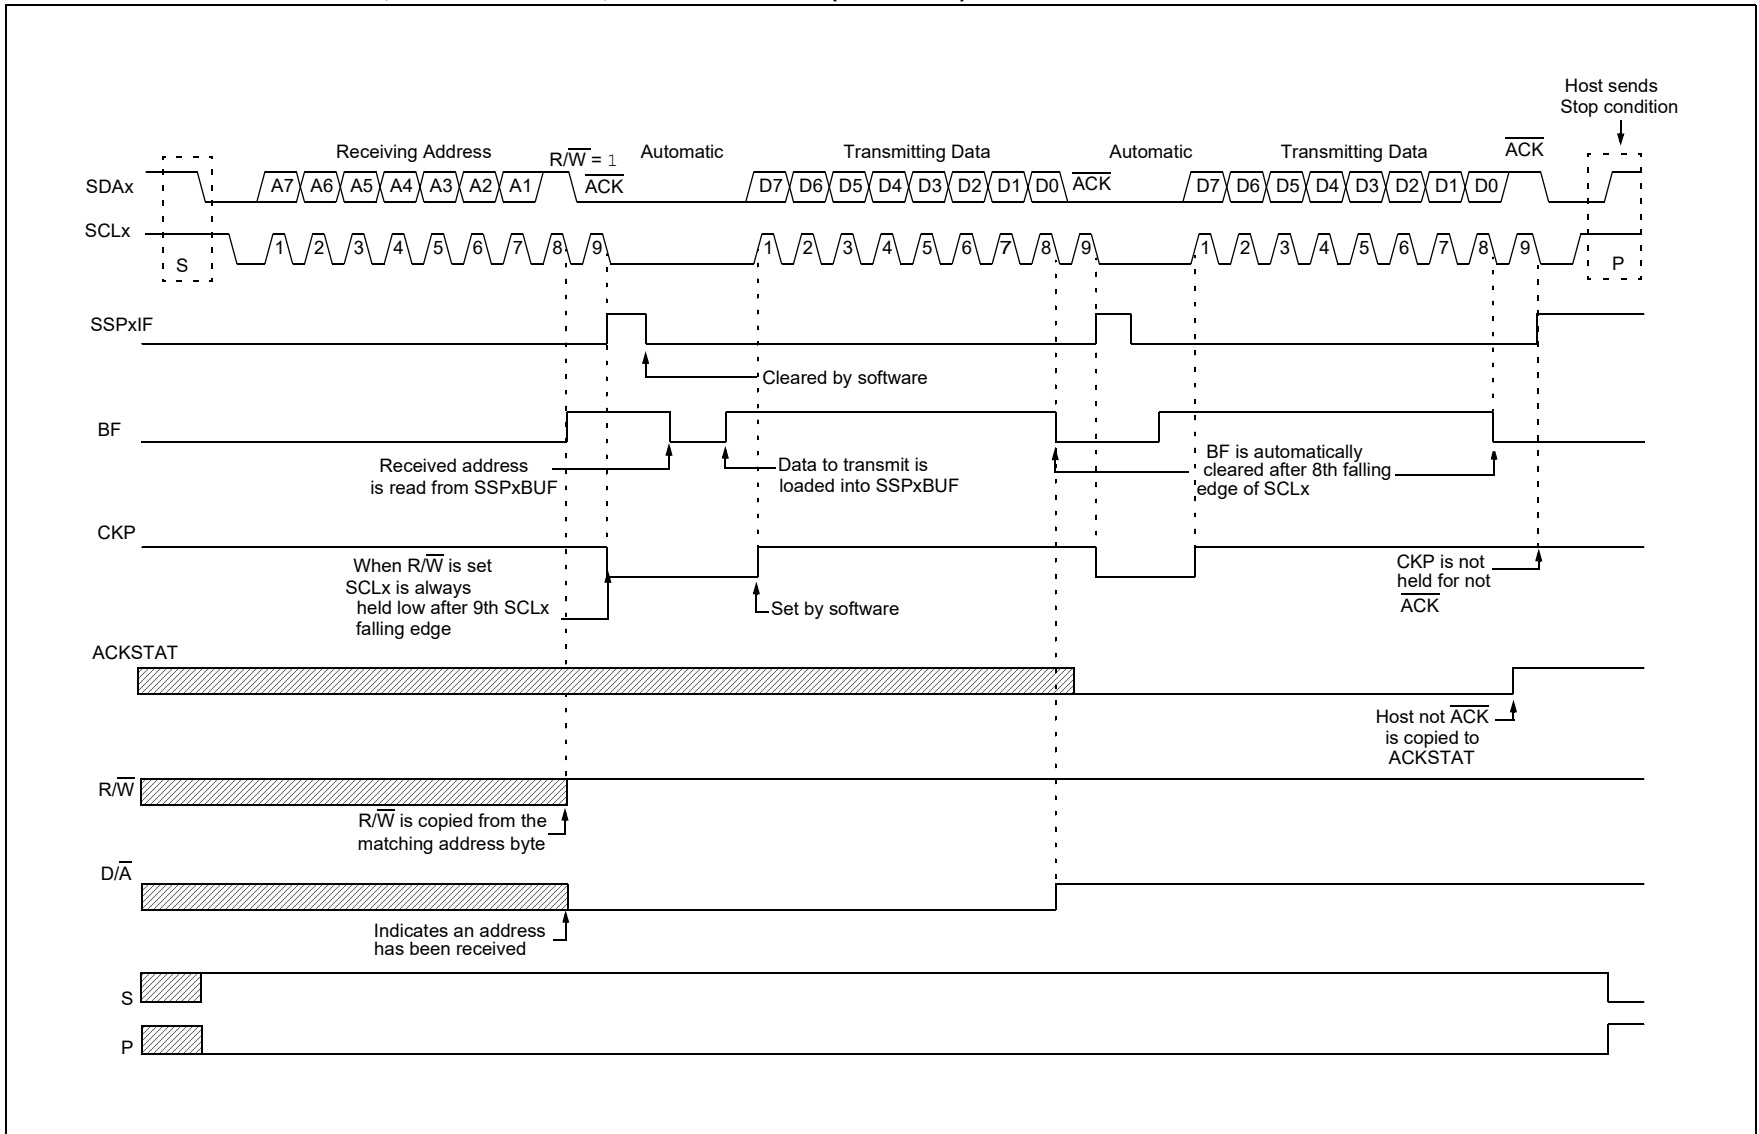 Host sends
Stop condition
Receiving Address
R/W = 1
Automatic
Transmitting Data
Automatic
Transmitting Data
ACK
SDAx
A7 A6 A5 A4 A3 A2 A1
ACK
D7 D6 D5 D4 D3 D2 D1 D0
ACK
D7 D6 D5 D4 D3 D2 D1 D0
SCLx
S
1 2 3 4 5 6 7 8 9
1 2 3 4 5 6 7 8 9
1 2 3 4 5 6 7 8 9
P
SSPxIF
Cleared by software
BF
Received address
is read from SSPxBUF
Data to transmit is
loaded into SSPxBUF
BF is automatically
cleared after 8th falling
edge of SCLx
CKP
When R/W is set
SCLx is always
held low after 9th SCLx
falling edge
Set by software
CKP is not
held for not
ACK
ACKSTAT
Host not ACK
is copied to
ACKSTAT
R/W
R/W is copied from the
matching address byte
D/A
Indicates an address
has been received
S
P